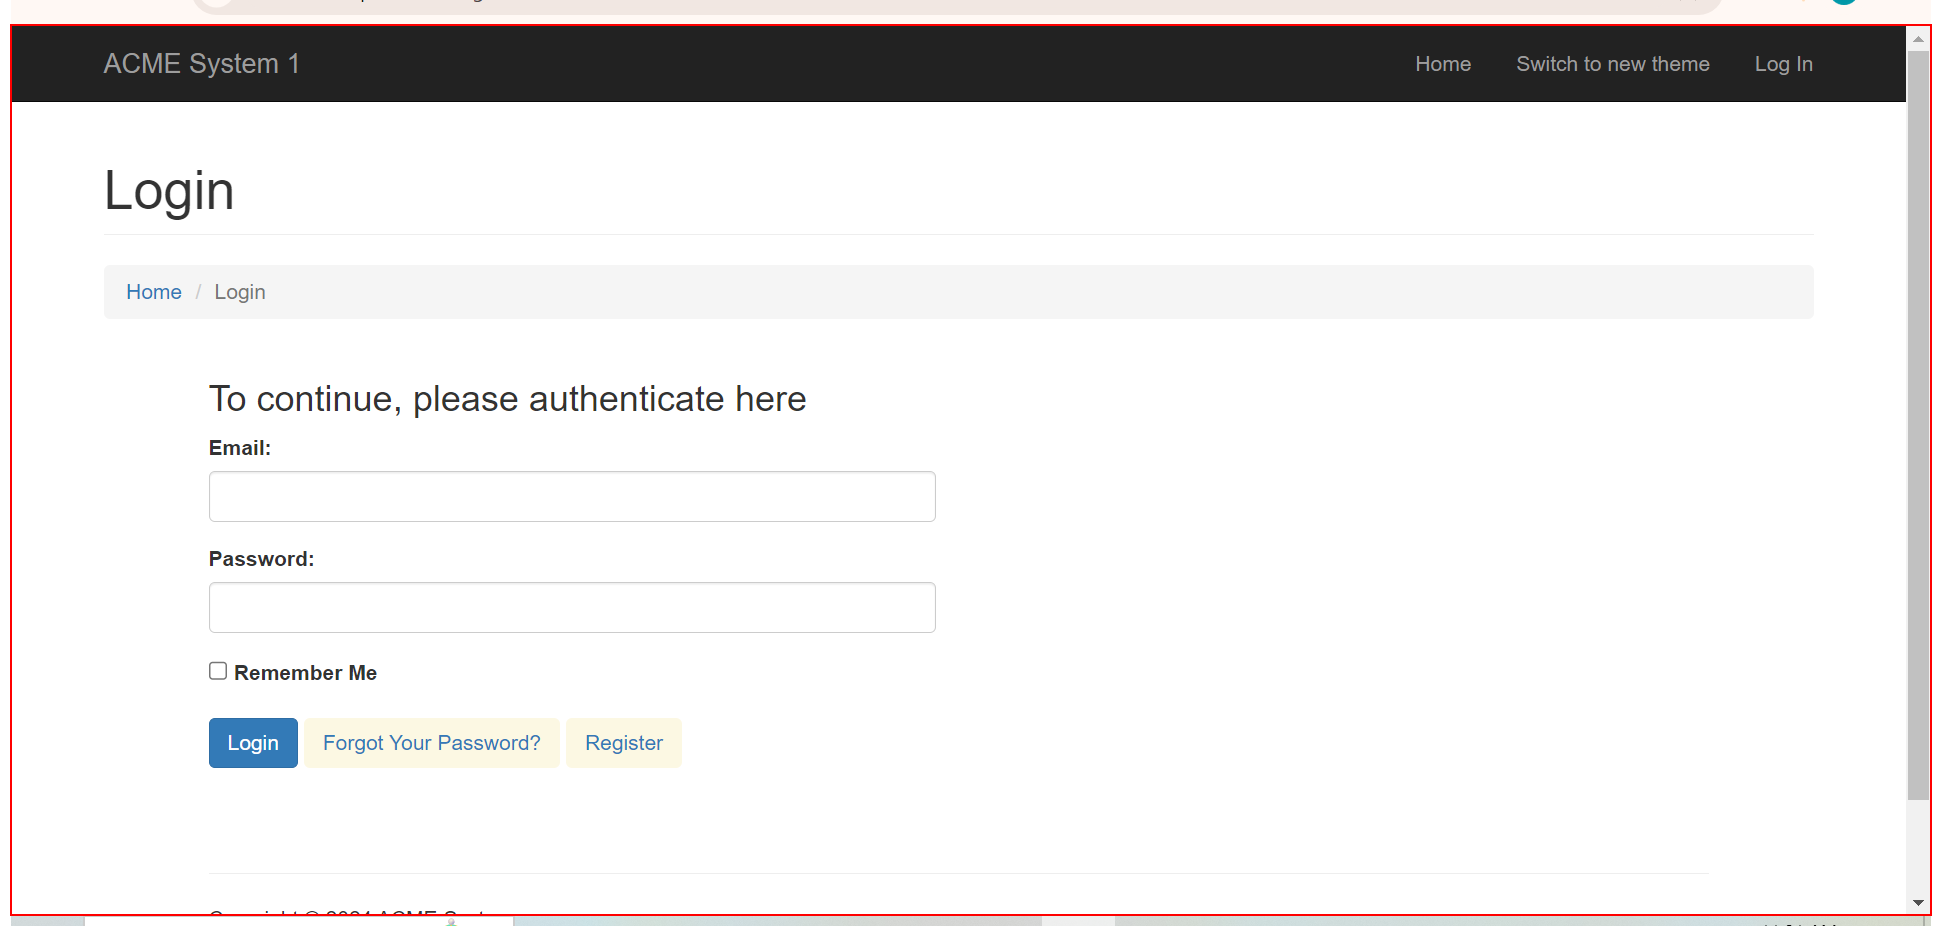 ACME System 1
Home
Switch to new theme
Log In
Login
Home / Login
To continue, please authenticate here
Email:
Password:
Remember Me
Login
Forgot Your Password?
Register